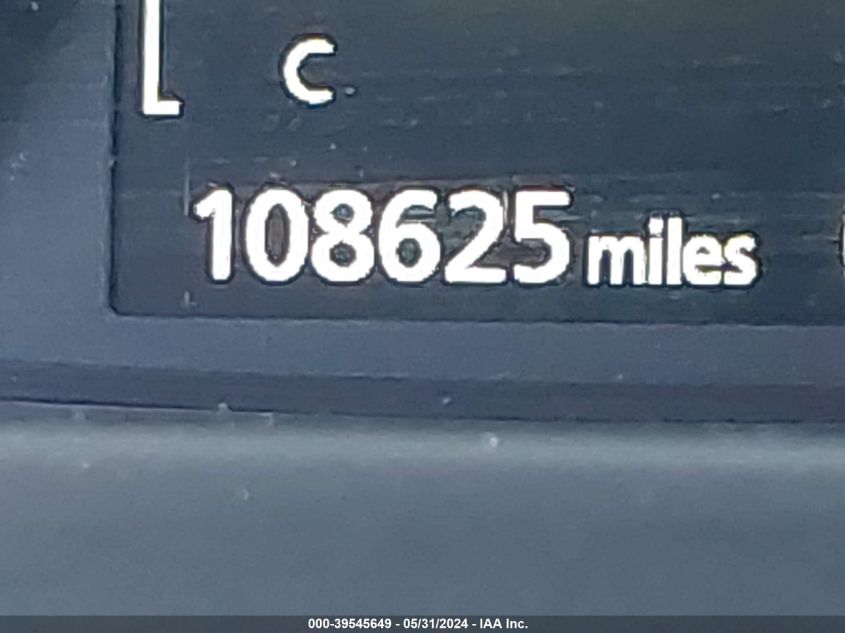 C
108625 miles
000-39545649 - 05/31/2024 - IAA Inc.